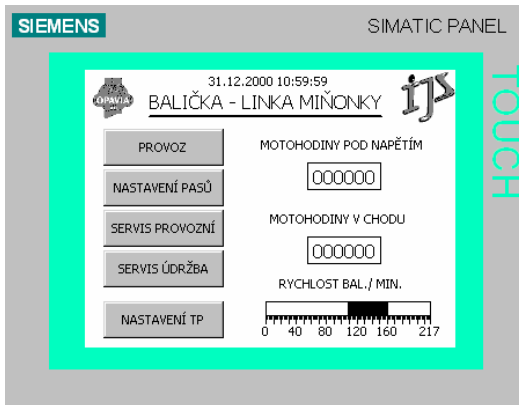 SIEMENS
SIMATIC PANEL
TOUCH
31.12.2000 10:59:59
OPAVIA
BALIČKA - LINKA MIŇONKY
ijs
PROVOZ
NASTAVENÍ PASŮ
SERVIS PROVOZNÍ
SERVIS ÚDRŽBA
NASTAVENÍ TP
MOTOHODINY POD NAPĚTÍM
000000
MOTOHODINY V CHODU
000000
RYCHLOST BAL./ MIN.
0 40 80 120 160 217